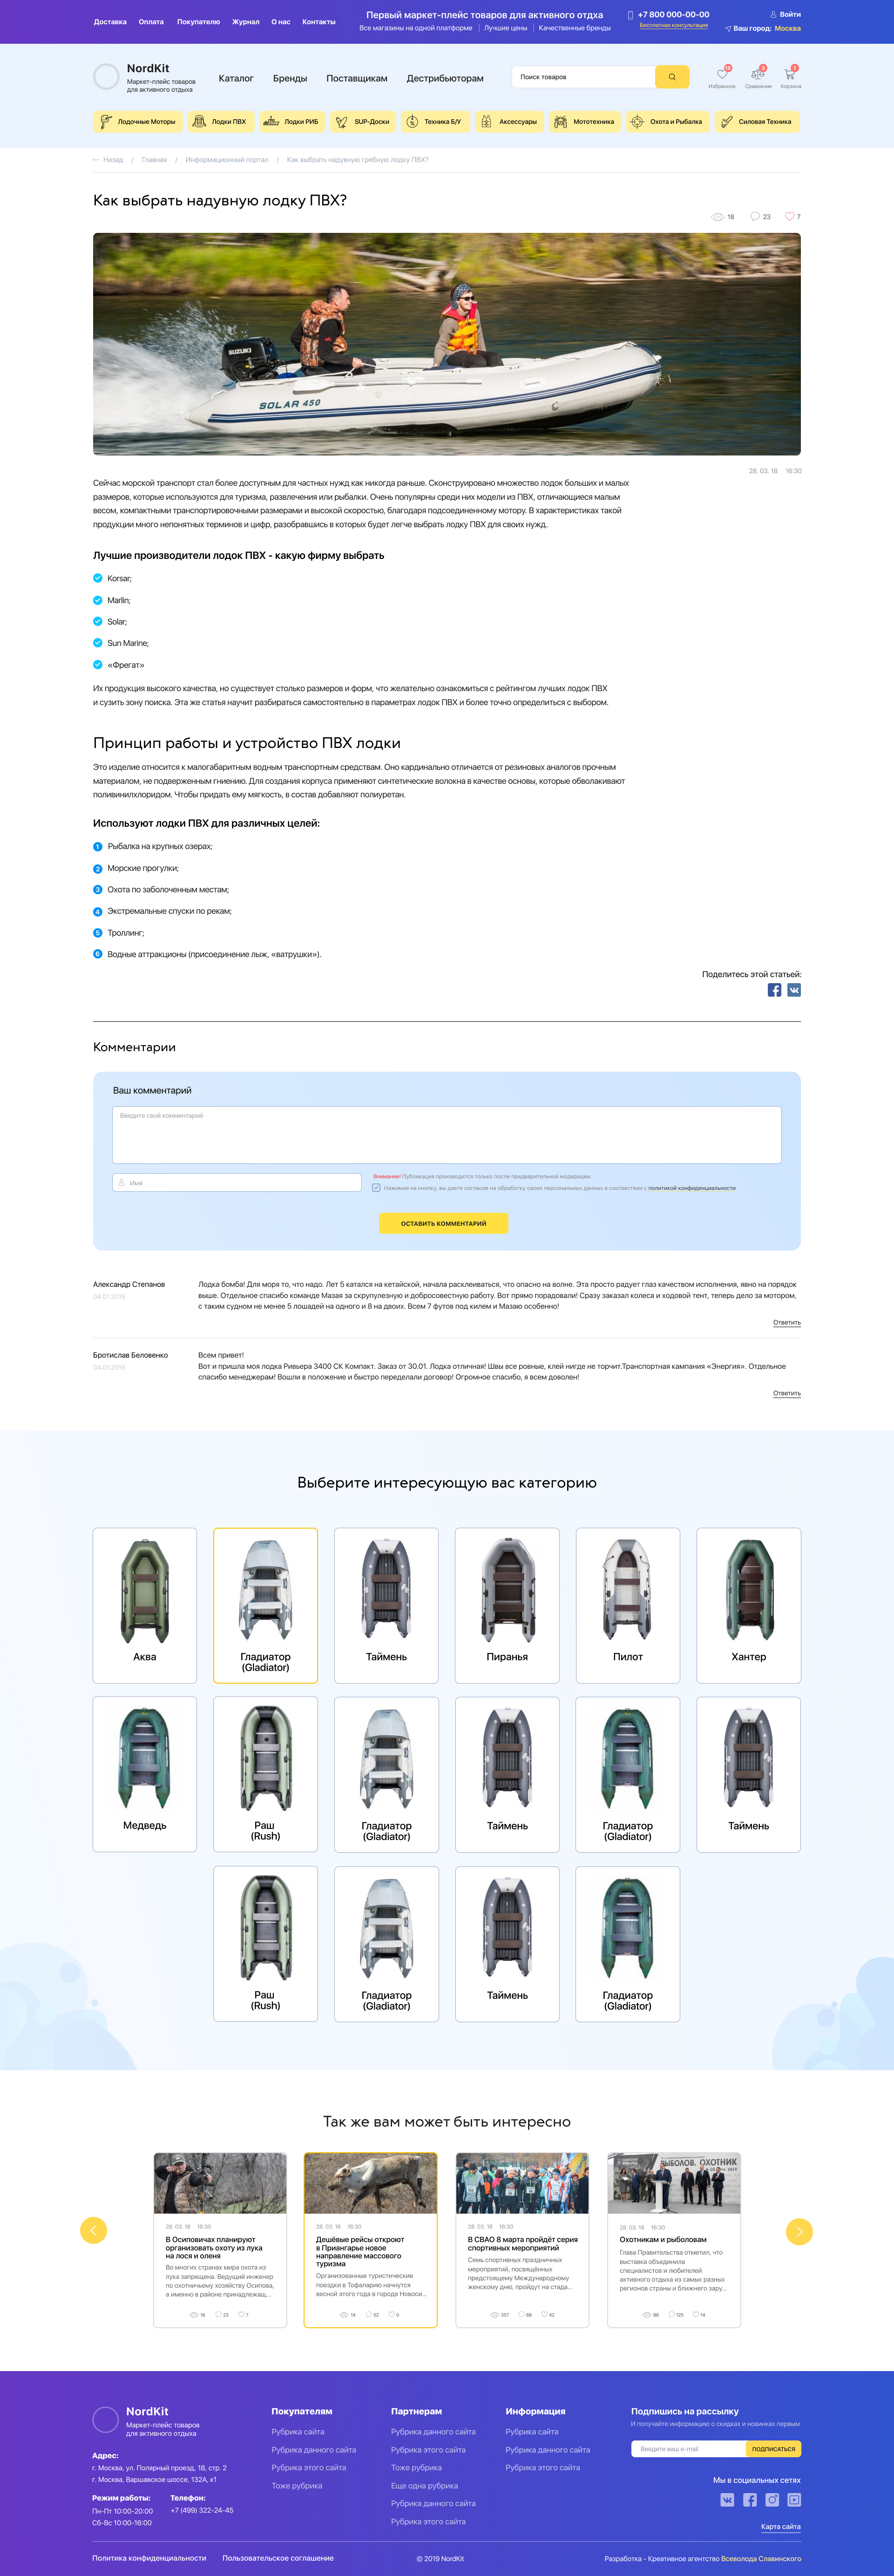 Доставка Оплата Покупателю Журнал О нас Контакты
Первый маркет-плейс товаров для активного отдха
Все магазины на одной платформе | Лучшие цены | Качественные бренды
+7 800 000-00-00
Бесплатная консультация
Войти
Ваш город: Москва
NordKit
Маркет-плейс товаров
для активного отдыха
Каталог Бренды Поставщикам Дестрибьюторам
Поиск товаров
Избранное Сравнение Корзина
Лодочные Моторы Лодки ПВХ Лодки РИБ SUP-Доски Техника Б/У Аксессуары Мототехника Охота и Рыбалка Силовая Техника
Назад / Главная / Информационный портал / Как выбрать надувную гребную лодку ПВХ?
Как выбрать надувную лодку ПВХ?
18 23 7
SUZUKI
SOLAR 450
28. 03. 18 16:30
Сейчас морской транспорт стал более доступным для частных нужд как никогда раньше. Сконструировано множество лодок больших и малых
размеров, которые используются для туризма, развлечения или рыбалки. Очень популярны среди них модели из ПВХ, отличающиеся малым
весом, компактными транспортировочными размерами и высокой скоростью, благодаря подсоединенному мотору. В характеристиках такой
продукции много непонятных терминов и цифр, разобравшись в которых будет легче выбрать лодку ПВХ для своих нужд.
Лучшие производители лодок ПВХ - какую фирму выбрать
Korsar;
Marlin;
Solar;
Sun Marine;
«Фрегат»
Их продукция высокого качества, но существует столько размеров и форм, что желательно ознакомиться с рейтингом лучших лодок ПВХ
и сузить зону поиска. Эта же статья научит разбираться самостоятельно в параметрах лодок ПВХ и более точно определиться с выбором.
Принцип работы и устройство ПВХ лодки
Это изделие относится к малогабаритным водным транспортным средствам. Оно кардинально отличается от резиновых аналогов прочным
материалом, не подверженным гниению. Для создания корпуса применяют синтетические волокна в качестве основы, которые обволакивают
поливинилхлоридом. Чтобы придать ему мягкость, в состав добавляют полиуретан.
Используют лодки ПВХ для различных целей:
1 Рыбалка на крупных озерах;
2 Морские прогулки;
3 Охота по заболоченным местам;
4 Экстремальные спуски по рекам;
5 Троллинг;
6 Водные аттракционы (присоединение лыж, «ватрушки»).
Поделитесь этой статьей:
Комментарии
Ваш комментарий
Введите свой комментарий
Имя
Внимание! Публикация производится только после предварительной модерации.
Нажимая на кнопку, вы даете согласие на обработку своих персональных данных в соответствии с политикой конфиденциальности
ОСТАВИТЬ КОММЕНТАРИЙ
Александр Степанов
04.01.2019
Лодка бомба! Для моря то, что надо. Лет 5 катался на кетайской, начала расклеиваться, что опасно на волне. Эта просто радует глаз качеством исполнения, явно на порядок
выше. Отдельное спасибо команде Мазая за скрупулезную и добросовестную работу. Вот прямо порадовали! Сразу заказал колеса и ходовой тент, теперь дело за мотором,
с таким судном не менее 5 лошадей на одного и 8 на двоих. Всем 7 футов под килем и Мазаю особенно!
Ответить
Бротислав Беловенко
04.01.2019
Всем привет!
Вот и пришла моя лодка Ривьера 3400 СК Компакт. Заказ от 30.01. Лодка отличная! Швы все ровные, клей нигде не торчит.Транспортная кампания «Энергия». Отдельное
спасибо менеджерам! Вошли в положение и быстро переделали договор! Огромное спасибо, я всем доволен!
Ответить
Выберите интересующую вас категорию
Аква
Гладиатор
(Gladiator)
Таймень
Пиранья
Пилот
Хантер
Медведь
Раш
(Rush)
Гладиатор
(Gladiator)
Таймень
Гладиатор
(Gladiator)
Таймень
Раш
(Rush)
Гладиатор
(Gladiator)
Таймень
Гладиатор
(Gladiator)
Так же вам может быть интересно
28. 03. 18 16:30
В Осиповичах планируют
организовать охоту из лука
на лося и оленя
Во многих странах мира охота из
лука запрещена. Ведущий инженер
по охотничьему хозяйству Осипова,
а именно в районе принадлежащ...
18 23 7
28. 03. 18 16:30
Дешёвые рейсы откроют
в Приангарье новое
направление массового
туризма
Организованные туристические
поездки в Тофаларию начнутся
весной этого года в городе Новоси...
14 52 0
28. 03. 18 16:30
В СВАО 8 марта пройдёт серия
спортивных мероприятий
Семь спортивных праздничных
мероприятий, посвящённых
предстоящему Международному
женскому дню, пройдут на стада...
357 68 42
РЫБОЛОВ. ОХОТНИК
28. 03. 18 16:30
Охотникам и рыболовам
Глава Правительства отметил, что
выставка объединила
специалистов и любителей
активного отдыха из самых разных
регионов страны и ближнего зару...
88 125 14
NordKit
Маркет-плейс товаров
для активного отдыха
Адрес:
г. Москва, ул. Полярный проезд, 18, стр. 2
г. Москва, Варшавское шоссе, 132А, к1
Режим работы:
Пн-Пт 10:00-20:00
Сб-Вс 10:00-16:00
Телефон:
+7 (499) 322-24-45
Покупателям
Рубрика сайта
Рубрика данного сайта
Рубрика этого сайта
Тоже рубрика
Партнерам
Рубрика данного сайта
Рубрика этого сайта
Тоже рубрика
Еще одна рубрика
Рубрика данного сайта
Рубрика этого сайта
Информация
Рубрика сайта
Рубрика данного сайта
Рубрика этого сайта
Подпишись на рассылку
И получайте информацию о скидках и новинках первым
Введите ваш e-mail
ПОДПИСАТЬСЯ
Мы в социальных сетях
Карта сайта
Политика конфиденциальности Пользовательское соглашение © 2019 NordKit Разработка - Креативное агентство Всеволода Славинского